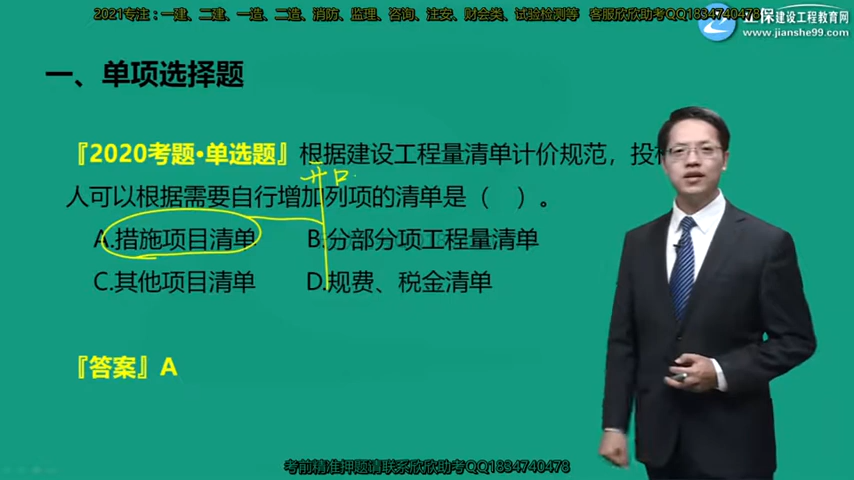 2021专注：一建、二建、一造、二造、消防、监理、咨询、注安、财会类、试验检测等 客服欣欣助考QQ1834740478
建设工程教育网
www.jianshe99.com
一、单项选择题
『2020考题·单选题』根据建设工程量清单计价规范，投
开口
人可以根据需要自行增加列项的清单是（ ）。
A.措施项目清单 B.分部分项工程量清单
C.其他项目清单 D.规费、税金清单
『答案』A
考前精准押题请联系欣欣助考QQ1834740478